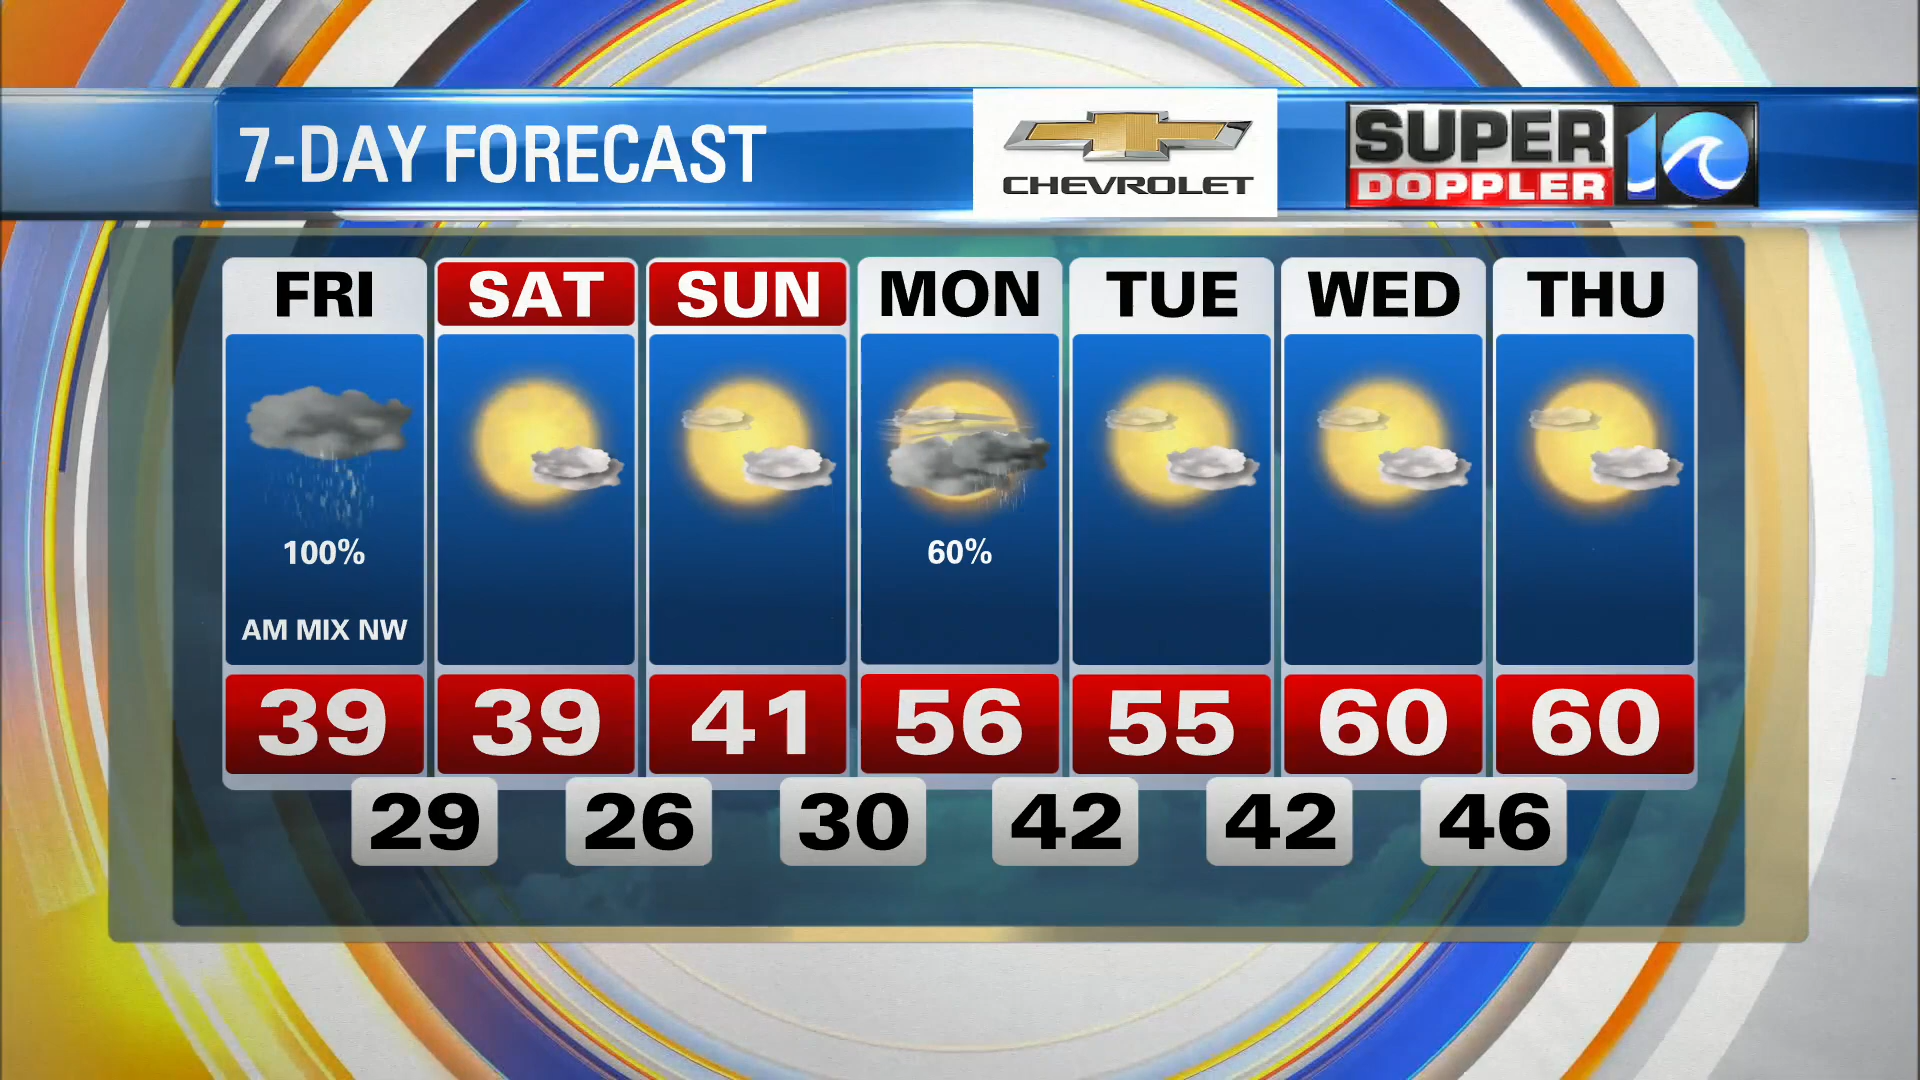 7-DAY FORECAST
CHEVROLET
SUPER
DOPPLER
10
FRI SAT SUN MON TUE WED THU
100% 60%
AM MIX NW
39 39 41 56 55 60 60
29 26 30 42 42 46